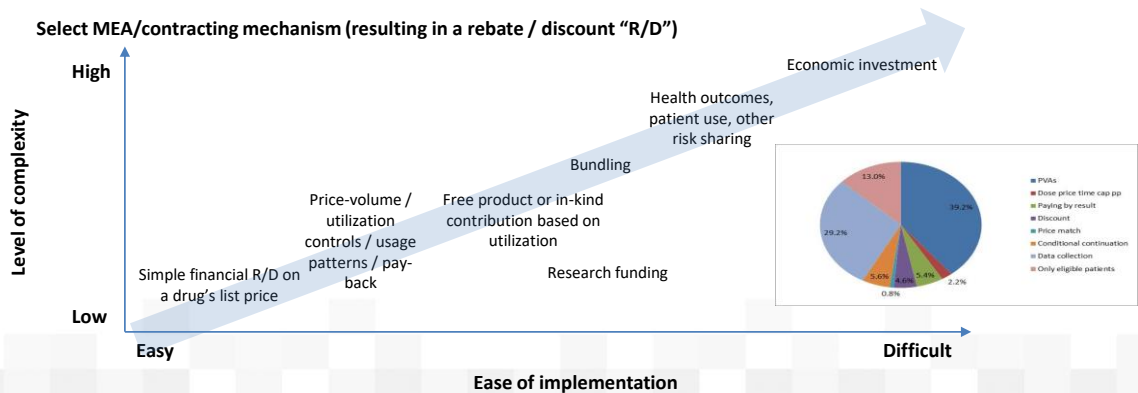 Select MEA/contracting mechanism (resulting in a rebate / discount “R/D”)
High
Level of complexity
Low
Economic investment
Health outcomes,
patient use, other
risk sharing
Bundling
Price-volume /
utilization
controls / usage
patterns / pay-
back
Free product or in-kind
contribution based on
utilization
Research funding
Simple financial R/D on
a drug’s list price
13.0%
39.2%
29.2%
5.6%
4.6%
5.4%
2.2%
0.8%
PVAs
Dose price time cap pp
Paying by result
Discount
Price match
Conditional continuation
Data collection
Only eligible patients
Easy
Difficult
Ease of implementation